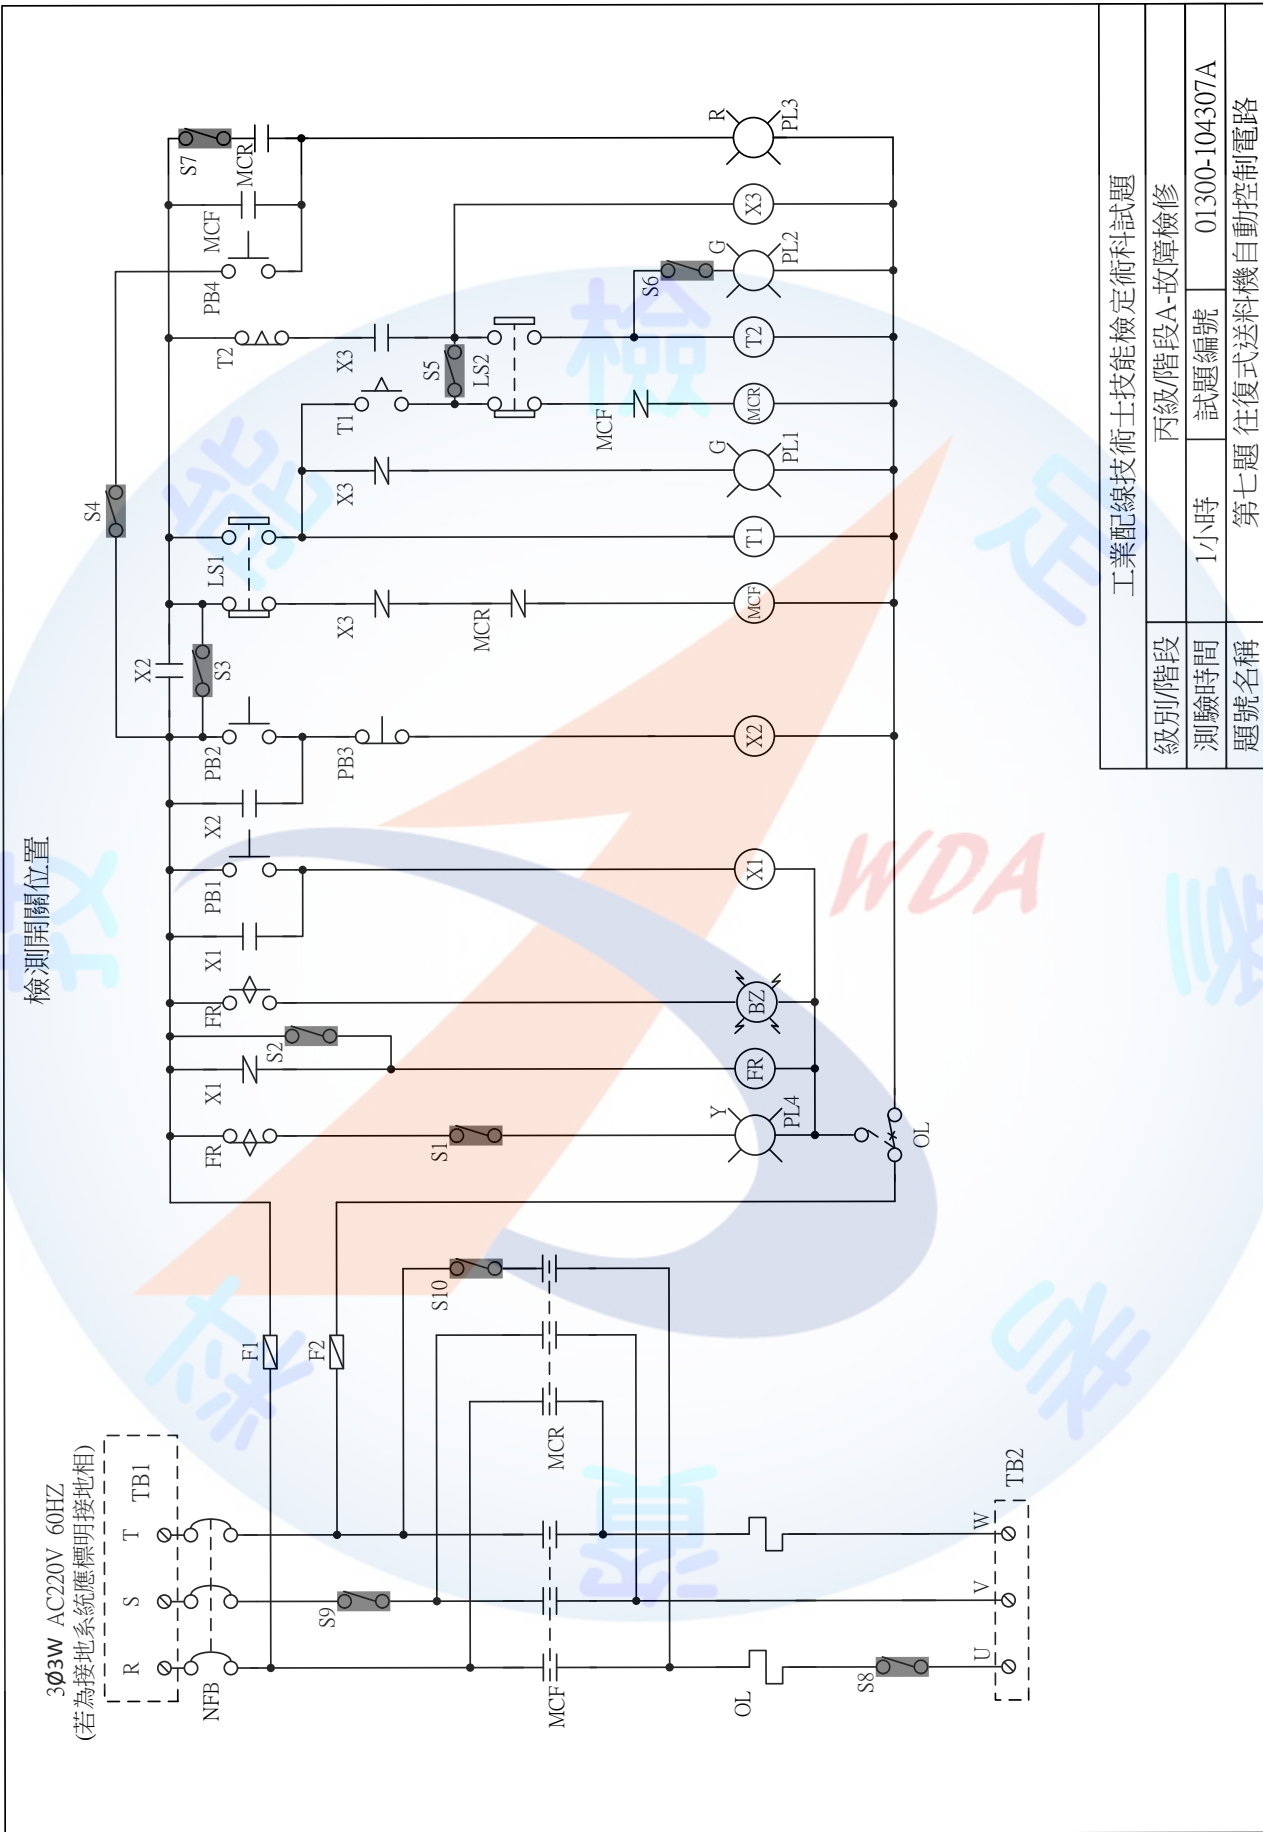 檢測開關位置
3Ø3W AC220V 60HZ
(若為接地系統應標明接地相)
R S T TB1
NFB
F1
F2
S9
S10
MCF
MCR
OL
S8
U V W TB2
FR
X1
S2
FR
X1
PB1
X2
PB2
X2
S3
S4
LS1
T2
PB4
MCF
S7
MCR
S1
PB3
X3
MCR
X3
T1
X3
S5
LS2
MCF
S6
Y
PL4
FR
BZ
X1
X2
MCF
T1
G
PL1
MCR
T2
G
PL2
X3
R
PL3
OL
工業配線技術士技能檢定術科試題
級別/階段 丙級/階段A-故障檢修
測驗時間 1小時 試題編號 01300-104307A
題號名稱 第七題 往復式送料機自動控制電路
WDA
技
能
檢
定